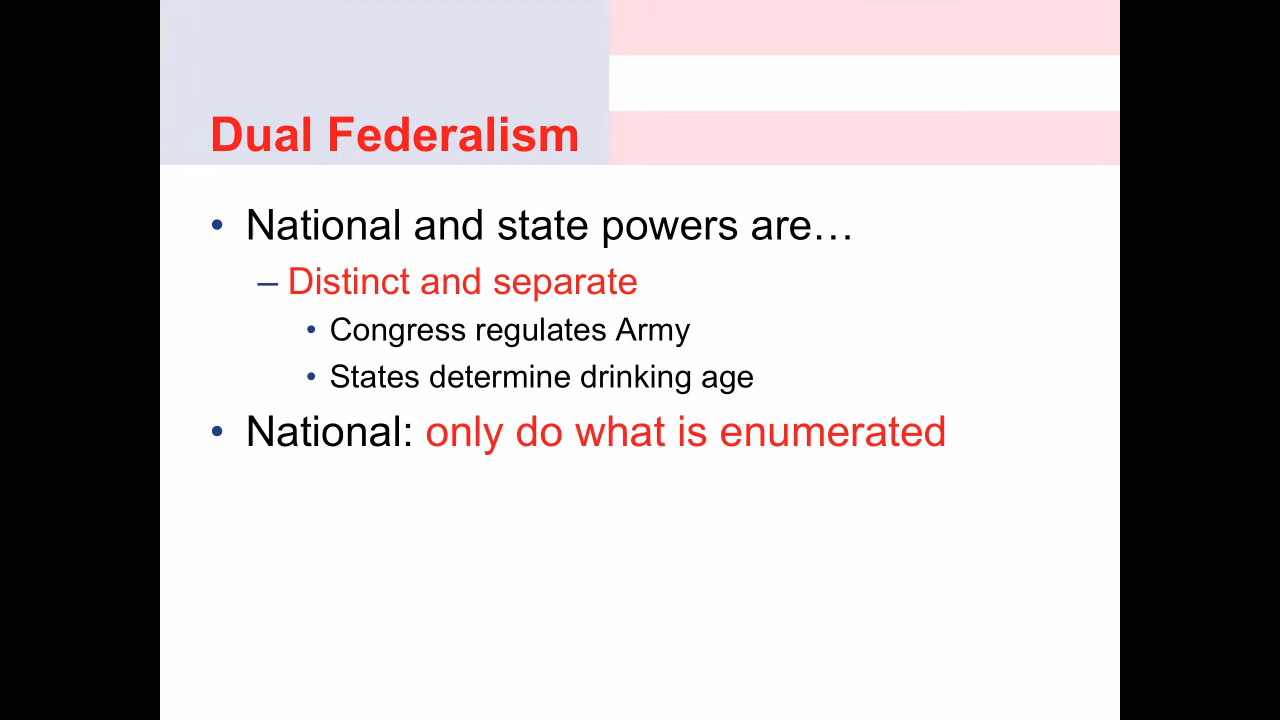 Dual Federalism
• National and state powers are…
– Distinct and separate
• Congress regulates Army
• States determine drinking age
• National: only do what is enumerated